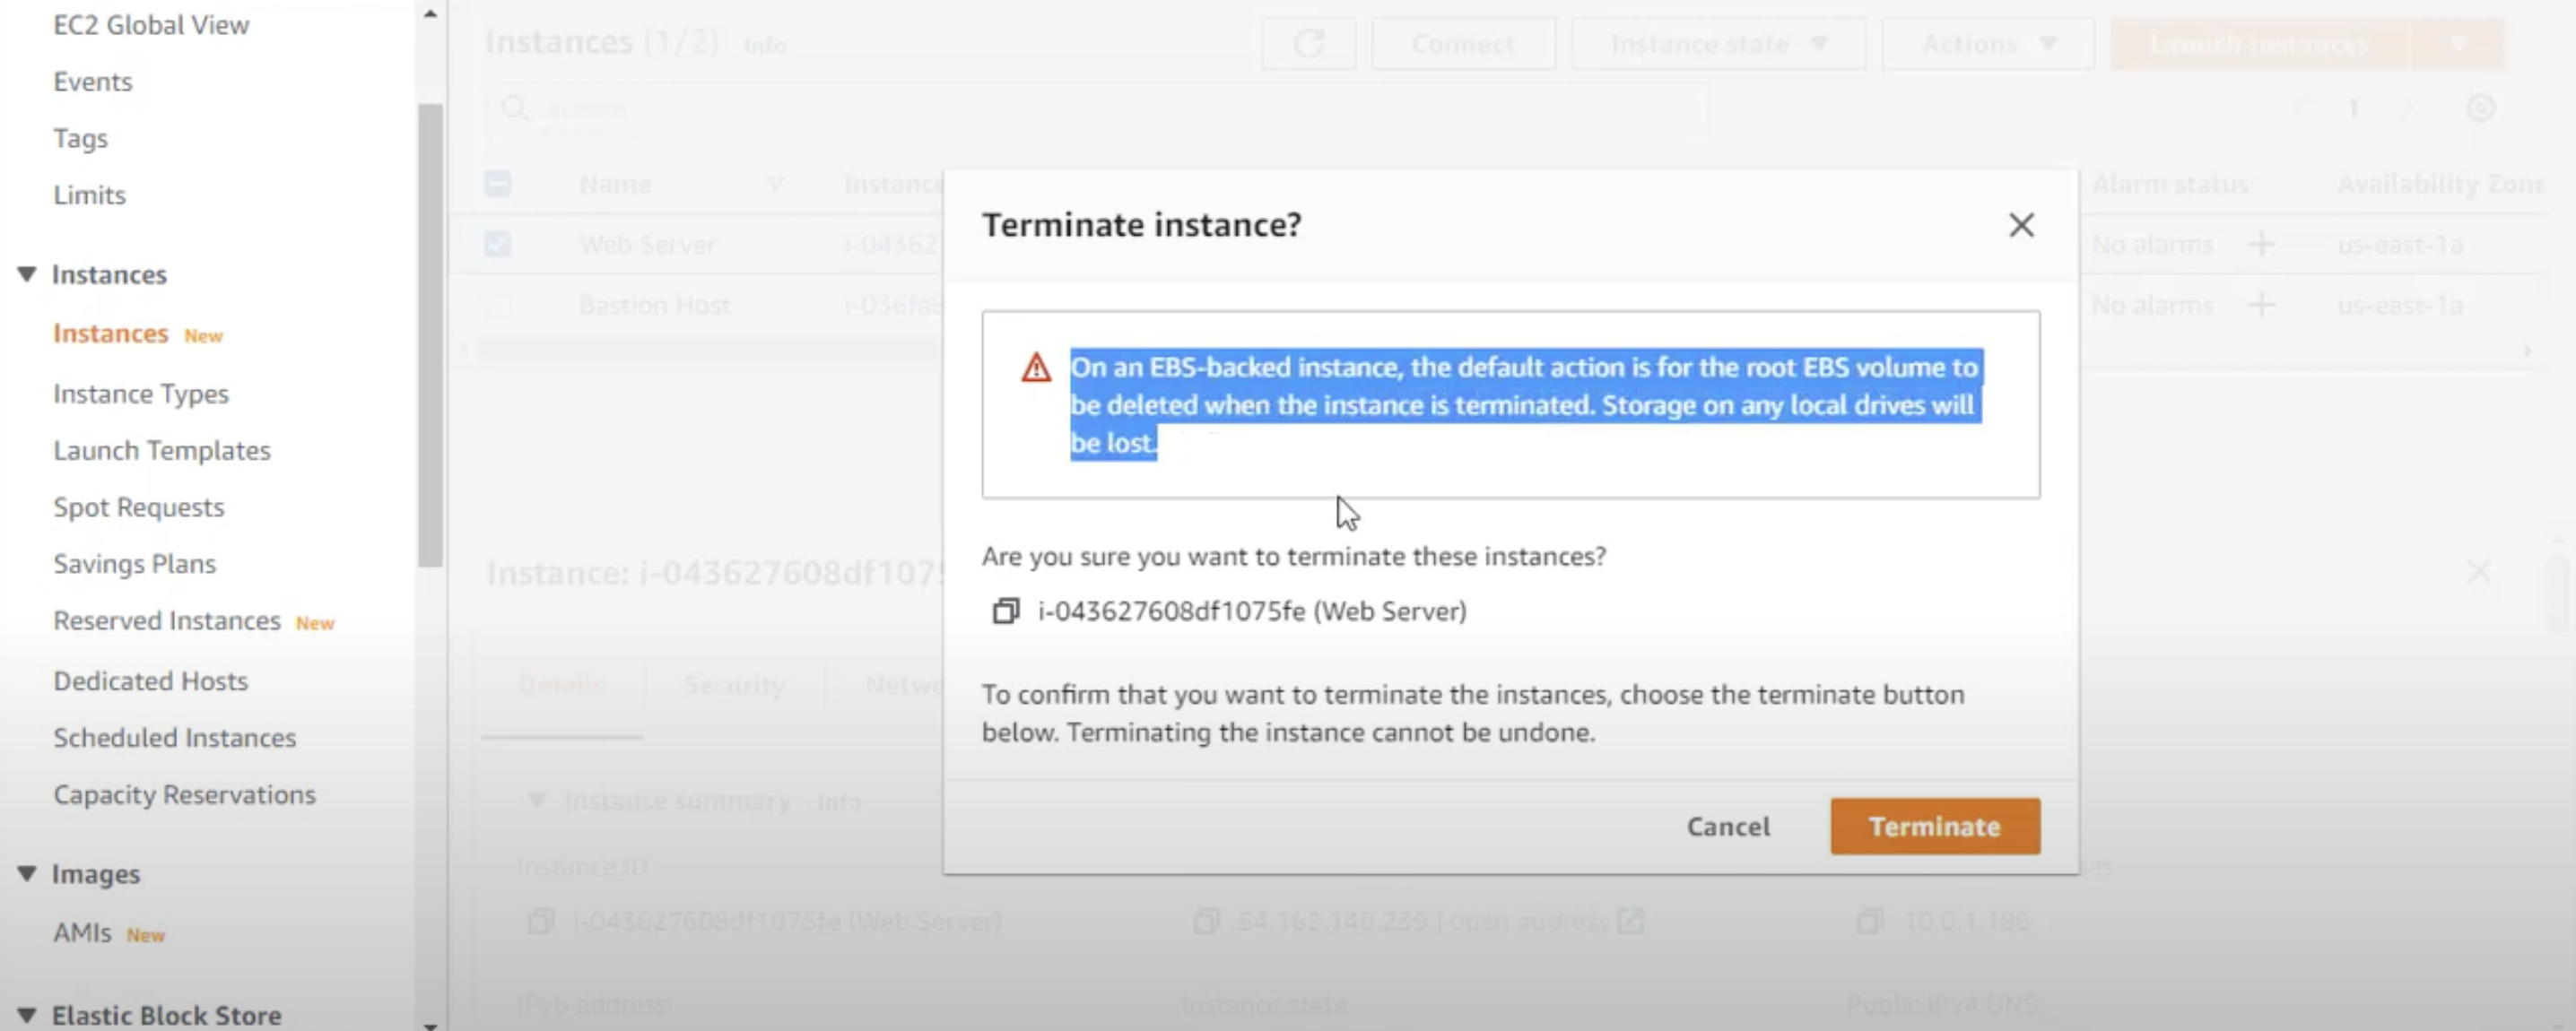 EC2 Global View
Events
Tags
Limits
Instances
Instances New
Instance Types
Launch Templates
Spot Requests
Savings Plans
Reserved Instances New
Dedicated Hosts
Scheduled Instances
Capacity Reservations
Images
AMIs New
Elastic Block Store
Instances (1/2) Info
Connect
Instance state
Actions
Launch instances
1
Name
Instance
Alarm status
Availability Zone
Web Server
i-04362
No alarms
us-east-1a
Bastion Host
i-036fa
No alarms
us-east-1a
Terminate instance?
On an EBS-backed instance, the default action is for the root EBS volume to
be deleted when the instance is terminated. Storage on any local drives will
be lost.
Are you sure you want to terminate these instances?
i-043627608df1075fe (Web Server)
To confirm that you want to terminate the instances, choose the terminate button
below. Terminating the instance cannot be undone.
Cancel
Terminate
Instance: i-043627608df107
Details
Security
Netwo
Instance summary Info
Instance ID
i-043627608df1075fe (Web Server)
54.162.140.239 | open address
10.0.1.186
IPv6 address
Instance state
Public IPv4 DNS